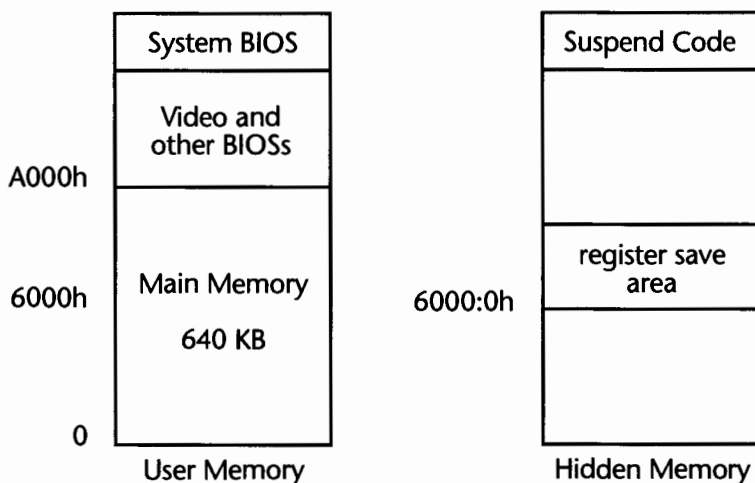 System BIOS
Video and
other BIOSs
A000h
6000h
Main Memory
640 KB
0
User Memory
Suspend Code
register save
area
6000:0h
Hidden Memory